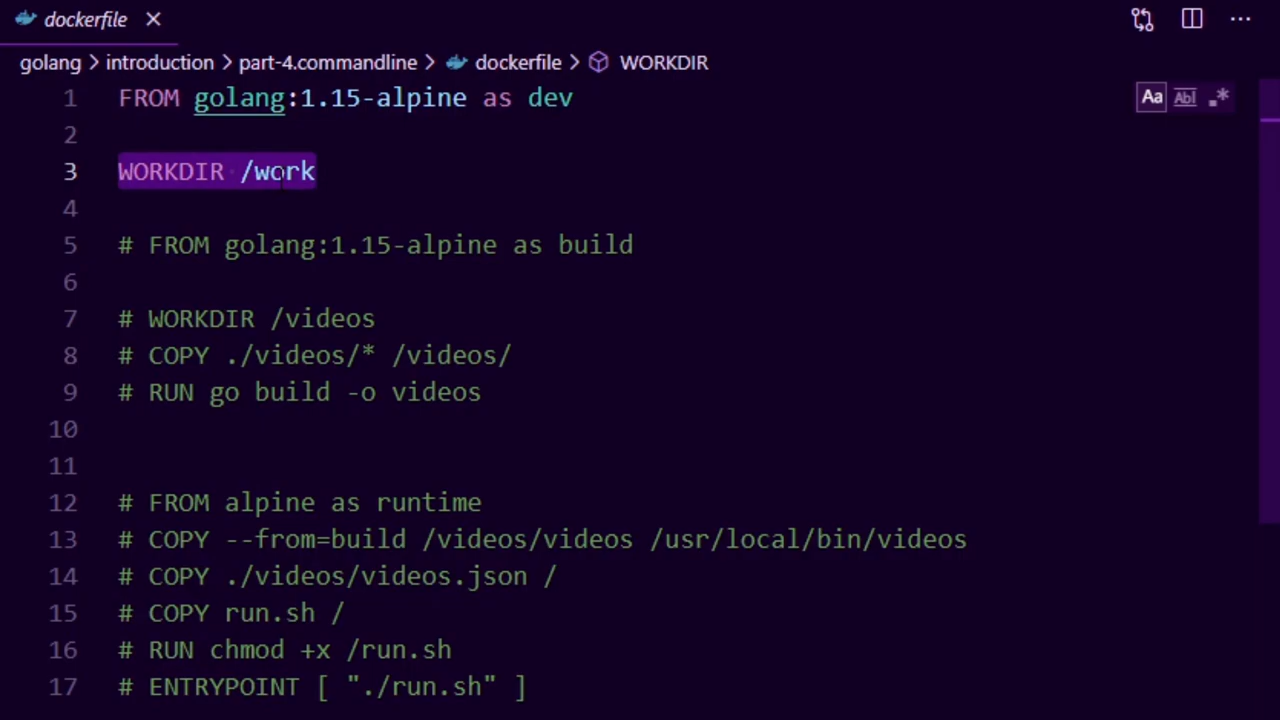 dockerfile
golang > introduction > part-4.commandline > dockerfile > WORKDIR
1 FROM golang:1.15-alpine as dev
Aa Abl .*
2
3 WORKDIR /work
4
5 # FROM golang:1.15-alpine as build
6
7 # WORKDIR /videos
8 # COPY ./videos/* /videos/
9 # RUN go build -o videos
10
11
12 # FROM alpine as runtime
13 # COPY --from=build /videos/videos /usr/local/bin/videos
14 # COPY ./videos/videos.json /
15 # COPY run.sh /
16 # RUN chmod +x /run.sh
17 # ENTRYPOINT [ "./run.sh" ]